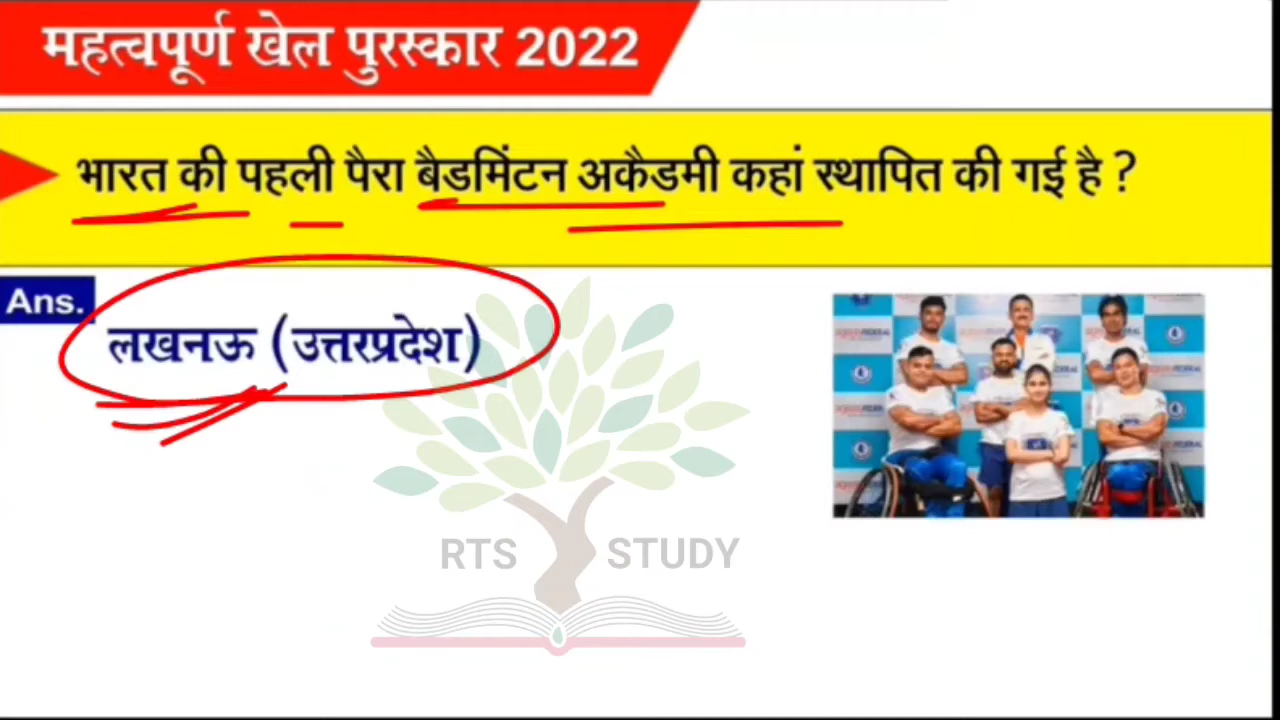 महत्वपूर्ण खेल पुरस्कार 2022
भारत की पहली पैरा बैडमिंटन अकैडमी कहां स्थापित की गई है ?
Ans.
लखनऊ (उत्तरप्रदेश)
RTS STUDY